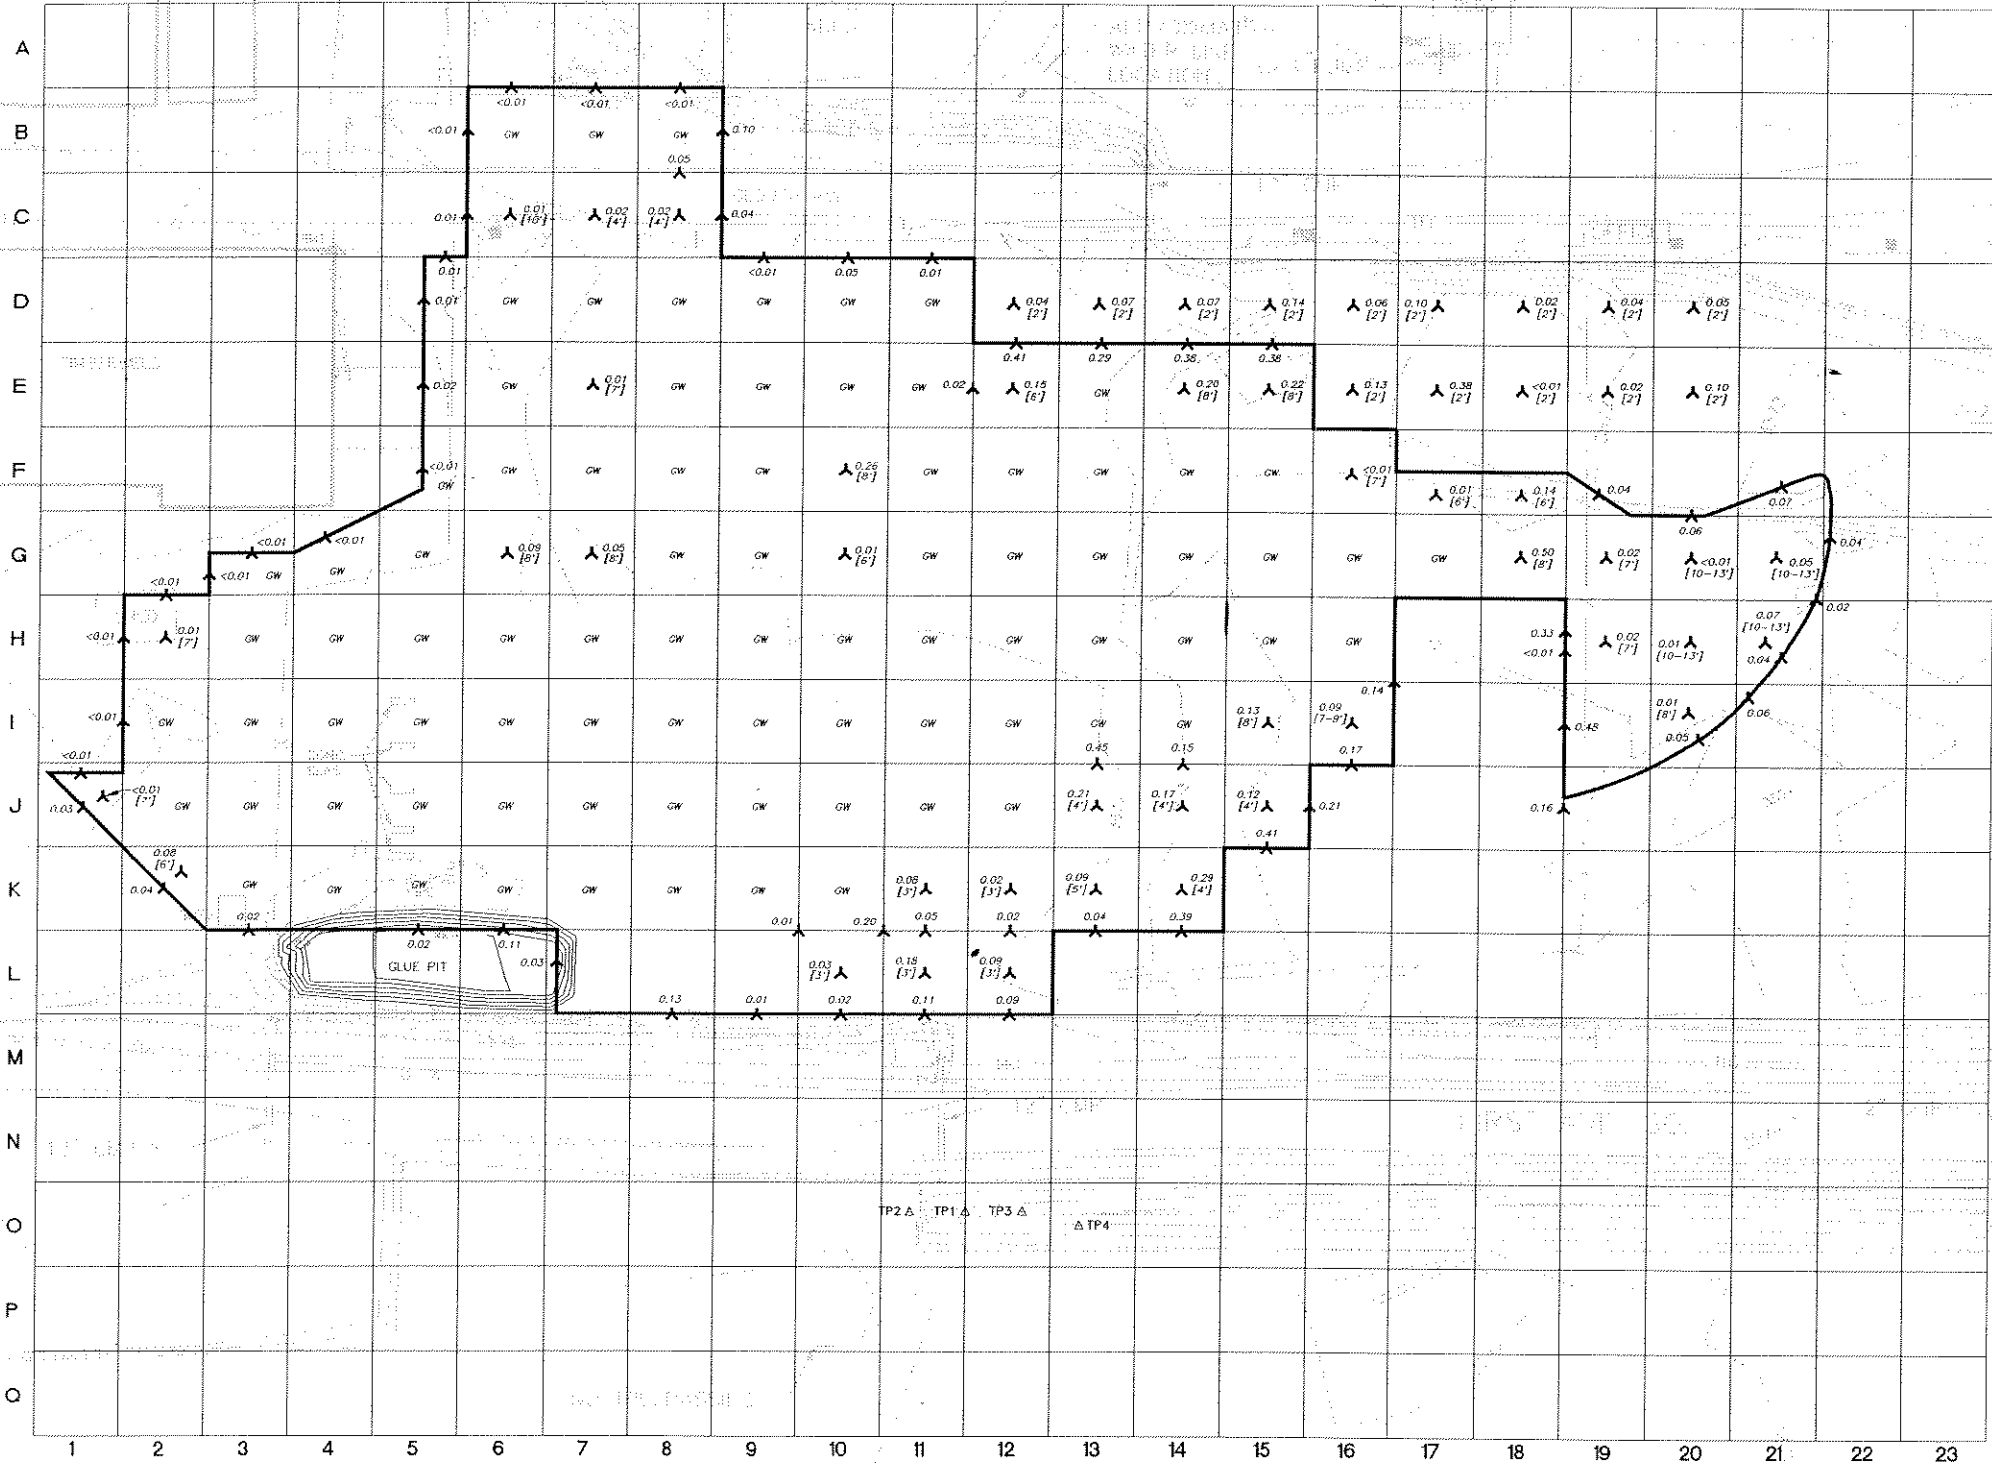 A
<0.01 <0.01 <0.01
B <0.01 GW GW GW 0.10
0.05
C 0.01 0.01 0.02 0.02 0.04
[10'] [4'] [4']
0.01 <0.01 0.05 0.01
D 0.01 GW GW GW GW GW GW 0.04 0.07 0.07 0.14 0.06 0.10 0.02 0.04 0.05
[2'] [2'] [2'] [2'] [2'] [2'] [2'] [2'] [2']
0.41 0.29 0.38 0.38
E 0.02 GW 0.01 GW GW GW GW 0.02 0.15 GW 0.20 0.22 0.13 0.38 <0.01 0.02 0.10
[7'] [6'] [8'] [8'] [2'] [2'] [2'] [2'] [2']
F <0.01 GW GW GW GW 0.26 GW GW GW GW GW <0.01
[8'] [7']
GW 0.01 0.14 0.04 0.07
[6'] [6']
<0.01 <0.01 0.06 0.04
G <0.01 GW GW GW 0.09 0.05 GW GW 0.01 GW GW GW GW GW GW GW 0.50 0.02 <0.01 0.05
[8'] [8'] [6'] [8'] [7'] [10-13'] [10-13']
<0.01 0.02
0.07
[10-13']
H <0.01 0.01 GW GW GW GW GW GW GW GW GW GW GW GW GW GW 0.33 0.02 0.01
[7'] <0.01 [7'] [10-13'] 0.04
0.14
I <0.01 GW GW GW GW GW GW GW GW GW GW GW GW GW 0.13 0.09 0.48 0.01 0.06
[8'] [7-9'] [8']
<0.01 0.45 0.15 0.17 0.05
<0.01
[7']
J 0.03 GW GW GW GW GW GW GW GW GW GW GW 0.21 0.17 0.12 0.21 0.16
[4'] [4'] [4']
0.41
0.08
[6']
K 0.04 GW GW GW GW GW GW GW GW 0.08 0.02 0.09 0.29
[3'] [3'] [5'] [4']
0.02 0.01 0.20 0.05 0.02 0.04 0.39
0.02 0.11
L GLUE PIT 0.03 0.03 0.18 0.09
[3'] [3'] [3']
0.13 0.01 0.02 0.11 0.09
M
N
O TP2 TP1 TP3 TP4
P
Q
1 2 3 4 5 6 7 8 9 10 11 12 13 14 15 16 17 18 19 20 21 22 23